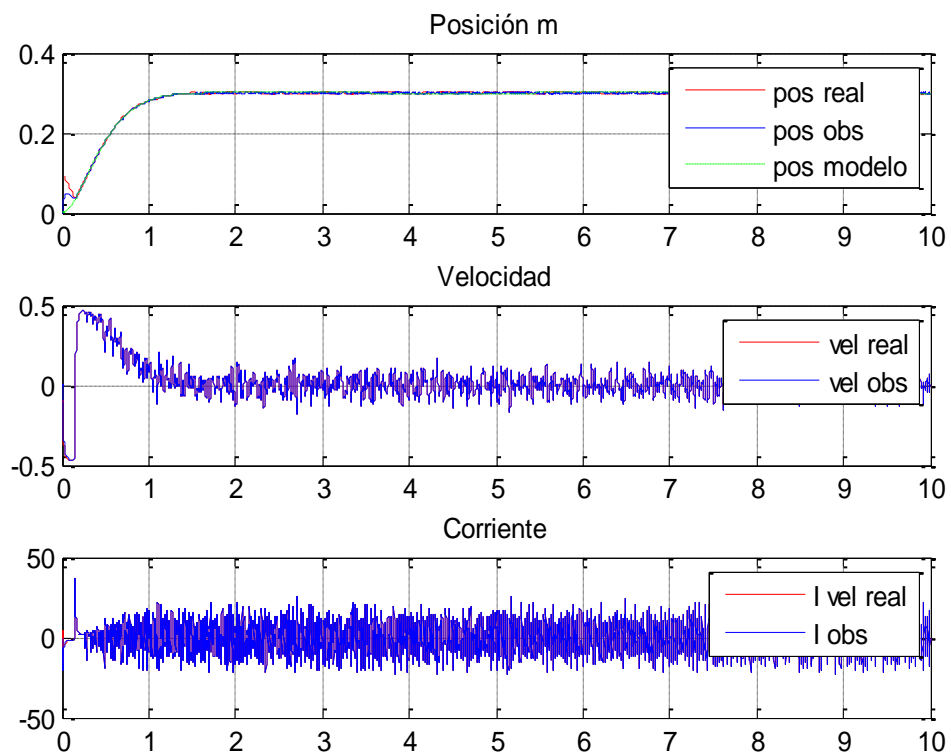 Posición m
0.4
0.2
0
pos real
pos obs
pos modelo
0 1 2 3 4 5 6 7 8 9 10
Velocidad
0.5
0
-0.5
vel real
vel obs
0 1 2 3 4 5 6 7 8 9 10
Corriente
50
0
-50
I vel real
I obs
0 1 2 3 4 5 6 7 8 9 10